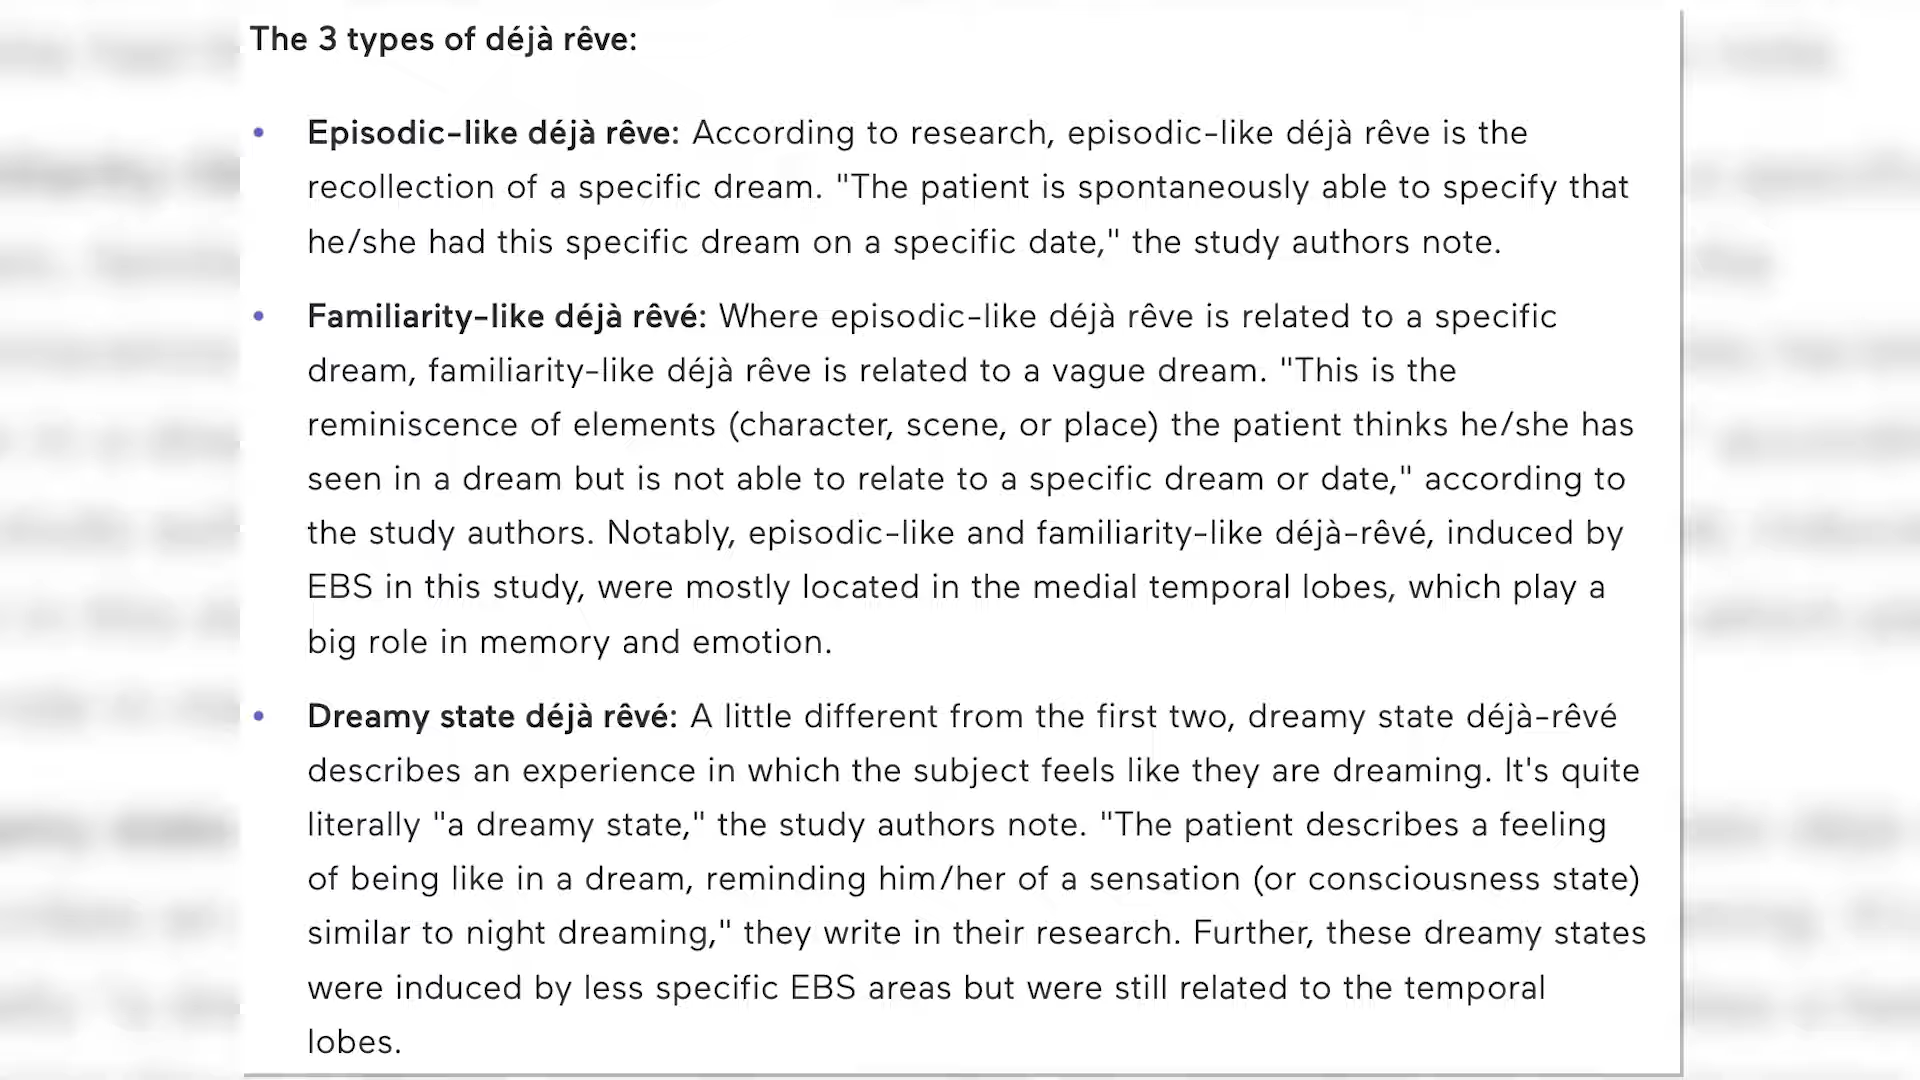 The 3 types of déjà rêve:
• Episodic-like déjà rêve: According to research, episodic-like déjà rêve is the
recollection of a specific dream. "The patient is spontaneously able to specify that
he/she had this specific dream on a specific date," the study authors note.
• Familiarity-like déjà rêvé: Where episodic-like déjà rêve is related to a specific
dream, familiarity-like déjà rêve is related to a vague dream. "This is the
reminiscence of elements (character, scene, or place) the patient thinks he/she has
seen in a dream but is not able to relate to a specific dream or date," according to
the study authors. Notably, episodic-like and familiarity-like déjà-rêvé, induced by
EBS in this study, were mostly located in the medial temporal lobes, which play a
big role in memory and emotion.
• Dreamy state déjà rêvé: A little different from the first two, dreamy state déjà-rêvé
describes an experience in which the subject feels like they are dreaming. It's quite
literally "a dreamy state," the study authors note. "The patient describes a feeling
of being like in a dream, reminding him/her of a sensation (or consciousness state)
similar to night dreaming," they write in their research. Further, these dreamy states
were induced by less specific EBS areas but were still related to the temporal
lobes.